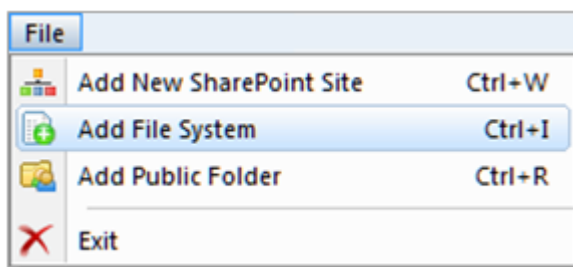 File
Add New SharePoint Site Ctrl+W
Add File System Ctrl+I
Add Public Folder Ctrl+R
Exit